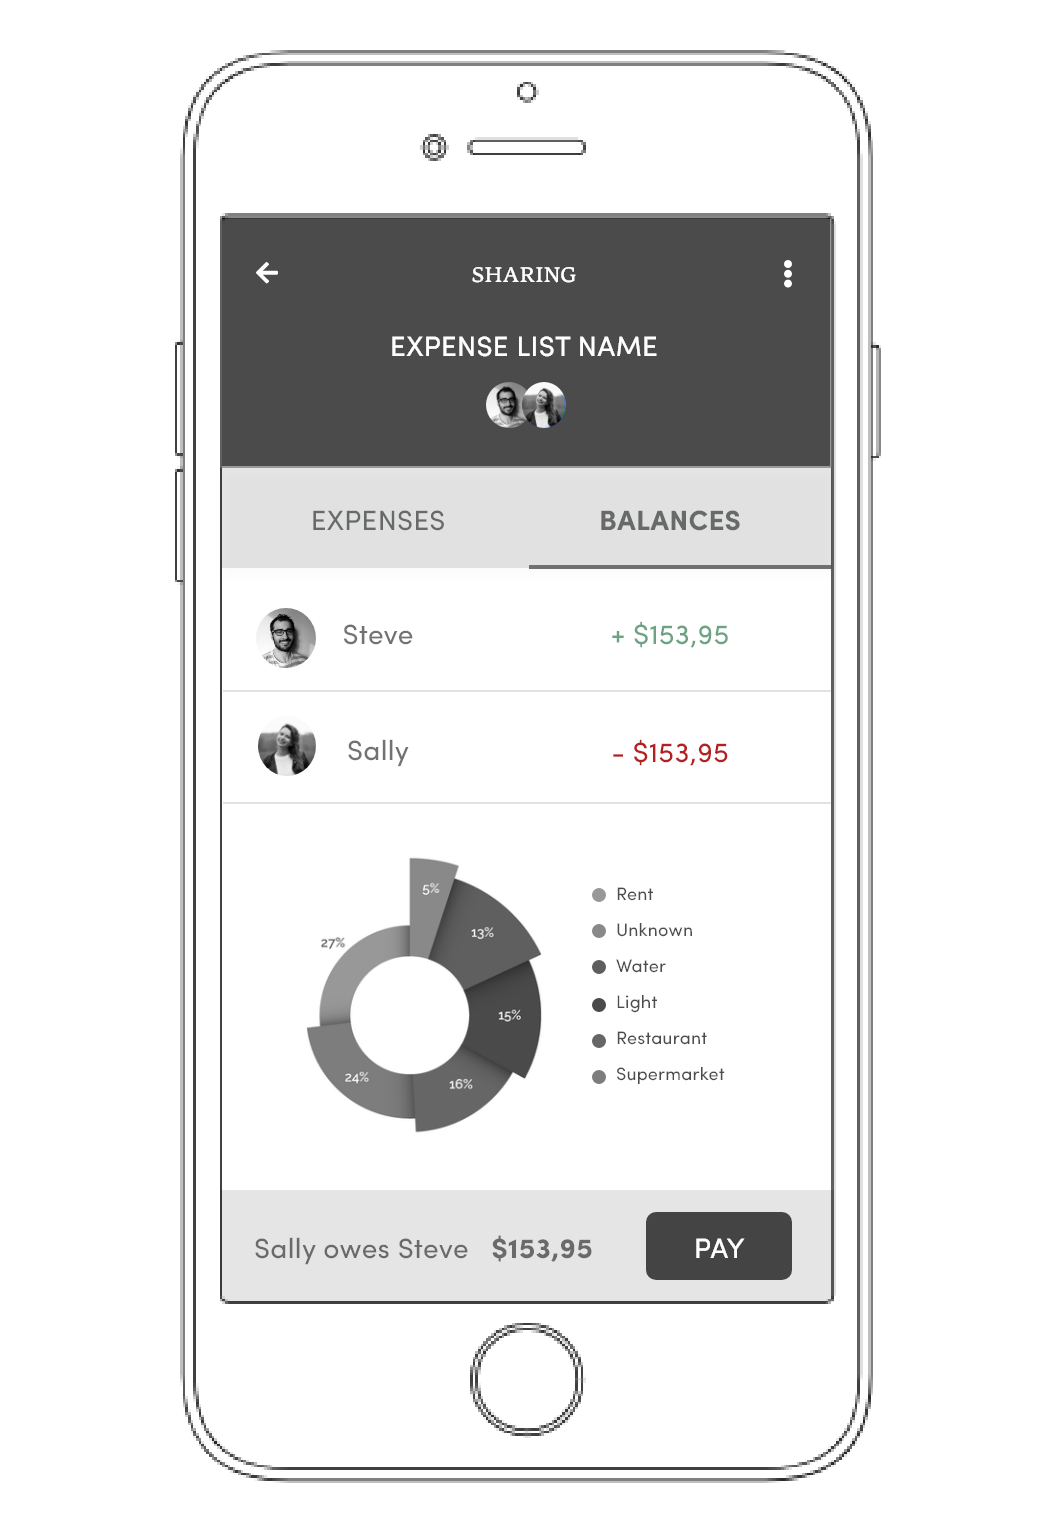 SHARING
EXPENSE LIST NAME
EXPENSES BALANCES
Steve + $153,95
Sally - $153,95
5%
13%
27%
15%
24%
16%
Rent
Unknown
Water
Light
Restaurant
Supermarket
Sally owes Steve $153,95 PAY